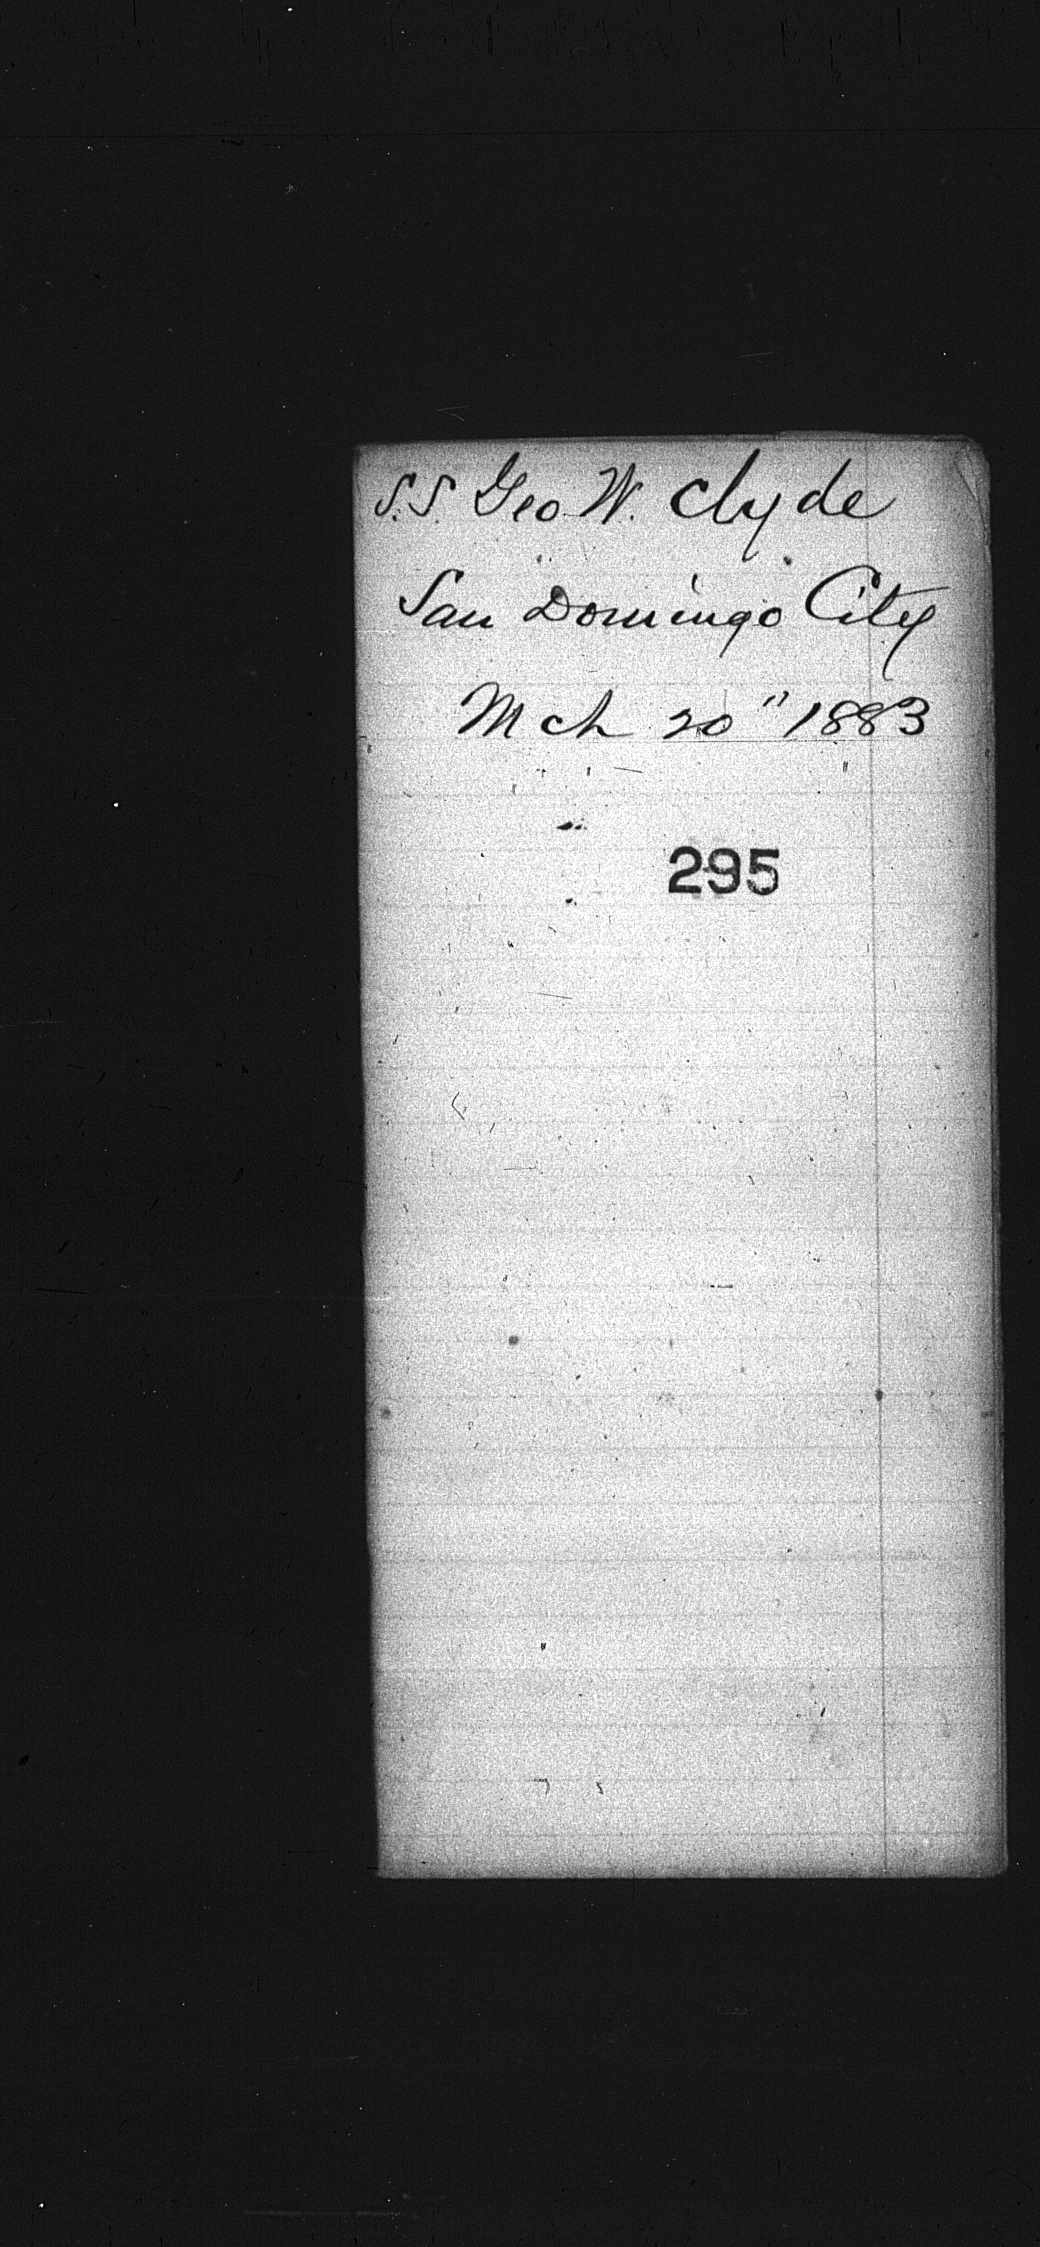 S.S. Geo. W. Clyde
San Domingo City
Mch 20" 1883
295